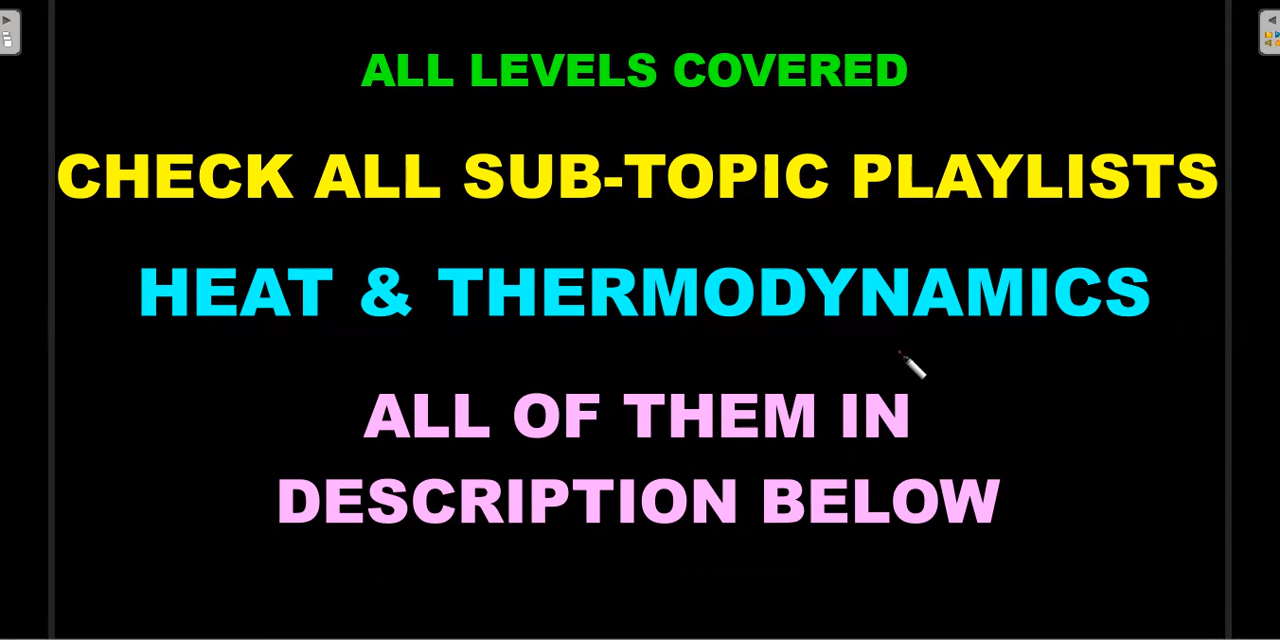 ALL LEVELS COVERED
CHECK ALL SUB-TOPIC PLAYLISTS
HEAT & THERMODYNAMICS
ALL OF THEM IN
DESCRIPTION BELOW